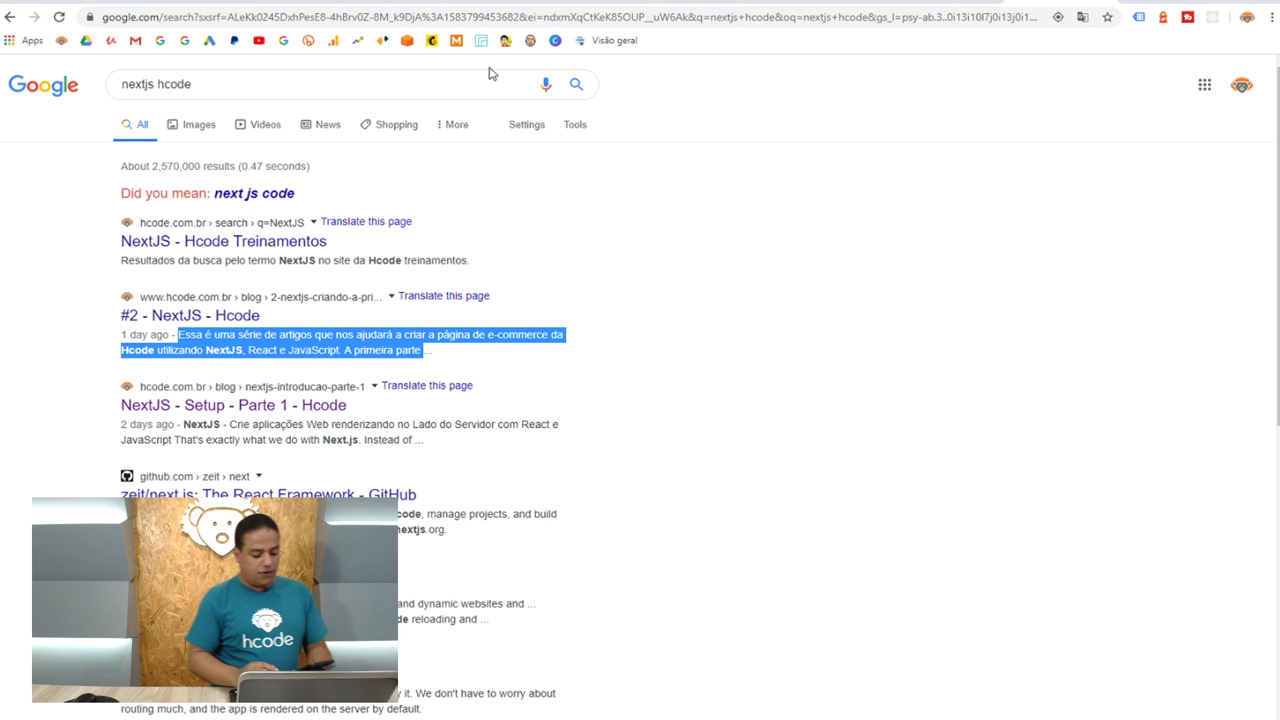 google.com/search?sxsrf=ALeKk0245DxhPesE8-4hBrv0Z-8M_k9DjA%3A1583799453682&ei=ndxmXqCtKeK85OUP__uW6Ak&q=nextjs+hcode&oq=nextjs+hcode&gs_l=psy-ab.3..0i13i10l7j0i13j0i1...
Apps
Visão geral
Google
nextjs hcode
All Images Videos News Shopping More Settings Tools
About 2,570,000 results (0.47 seconds)
Did you mean: next js code
hcode.com.br › search › q=NextJS Translate this page
NextJS - Hcode Treinamentos
Resultados da busca pelo termo NextJS no site da Hcode treinamentos.
www.hcode.com.br › blog › 2-nextjs-criando-a-pri... Translate this page
#2 - NextJS - Hcode
1 day ago - Essa é uma série de artigos que nos ajudará a criar a página de e-commerce da
Hcode utilizando NextJS, React e JavaScript. A primeira parte ...
hcode.com.br › blog › nextjs-introducao-parte-1 Translate this page
NextJS - Setup - Parte 1 - Hcode
2 days ago - NextJS - Crie aplicações Web renderizando no Lado do Servidor com React e
JavaScript That's exactly what we do with Next.js. Instead of ...
github.com › zeit › next
zeit/next.js: The React Framework - GitHub
code, manage projects, and build
nextjs.org.
and dynamic websites and ...
de reloading and ...
y it. We don't have to worry about
routing much, and the app is rendered on the server by default.
hcode